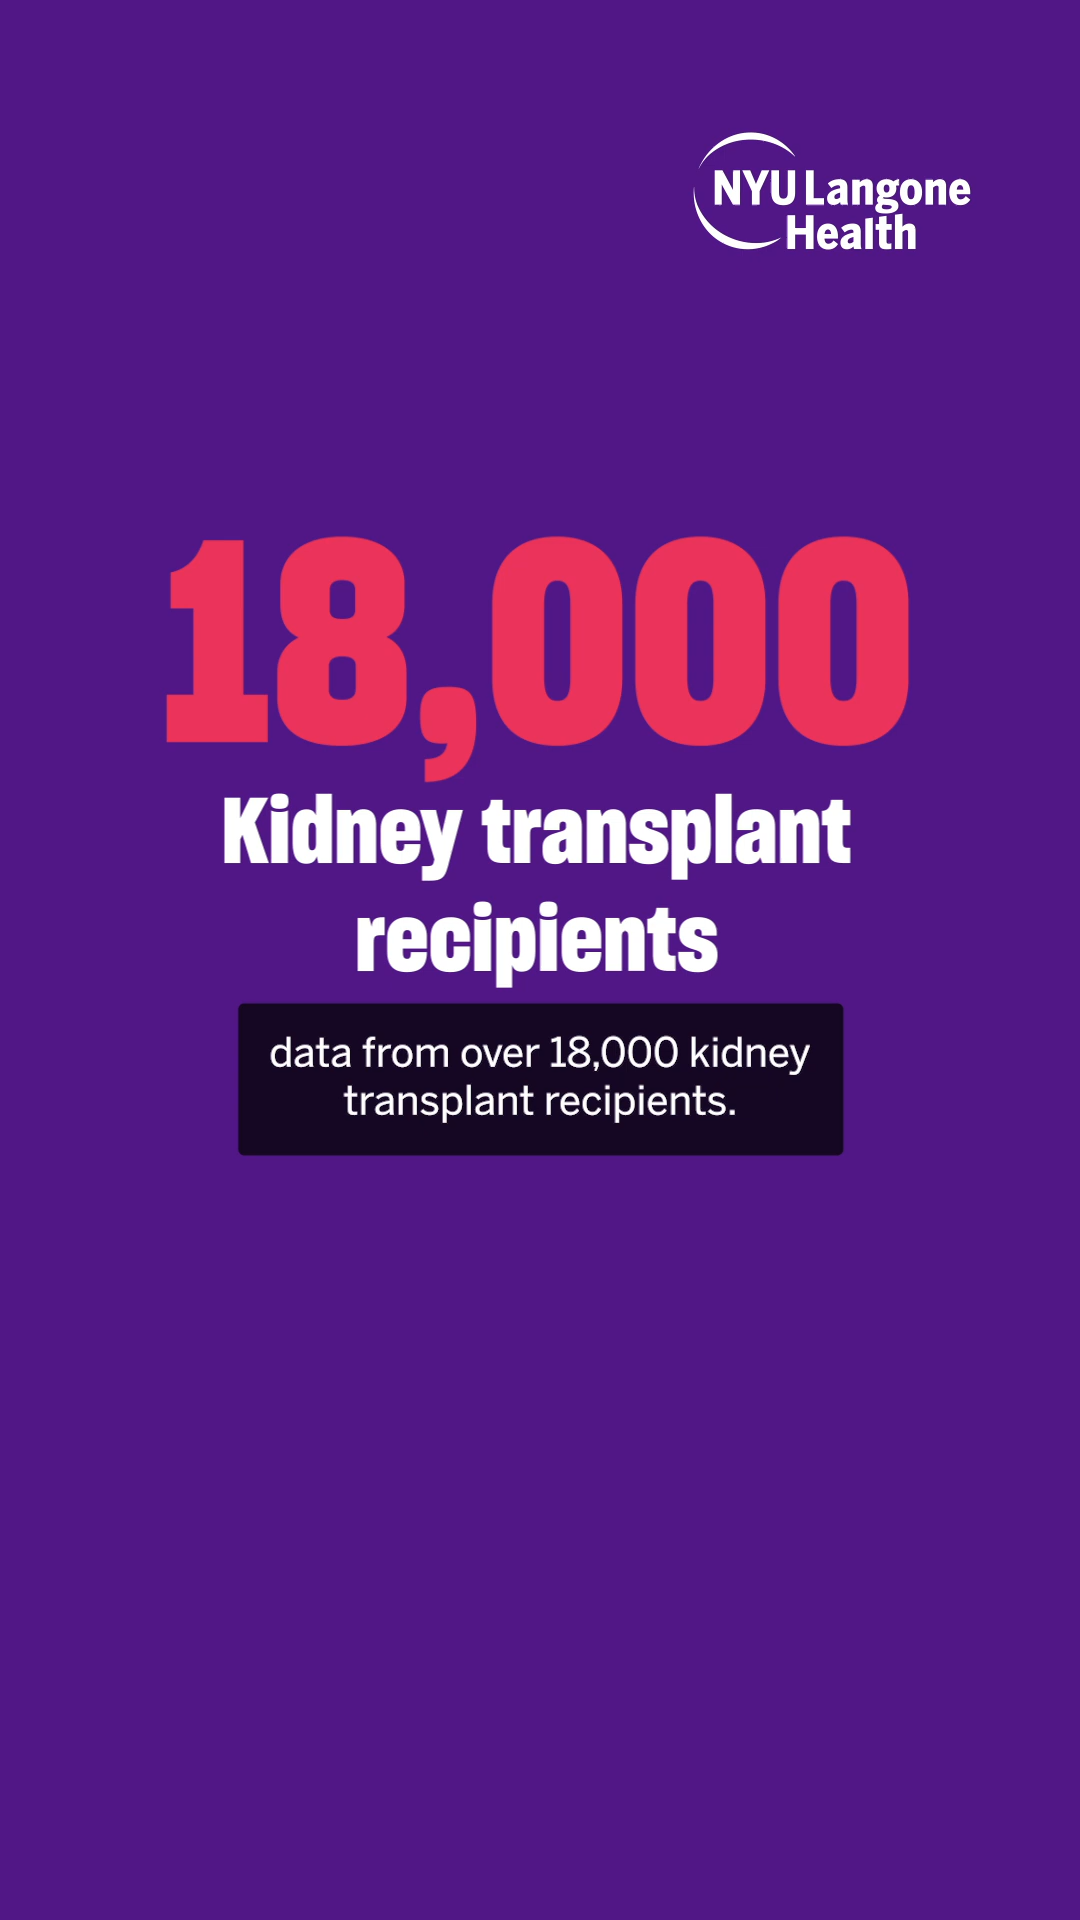 NYU Langone
Health
18,000
Kidney transplant
recipients
data from over 18,000 kidney
transplant recipients.